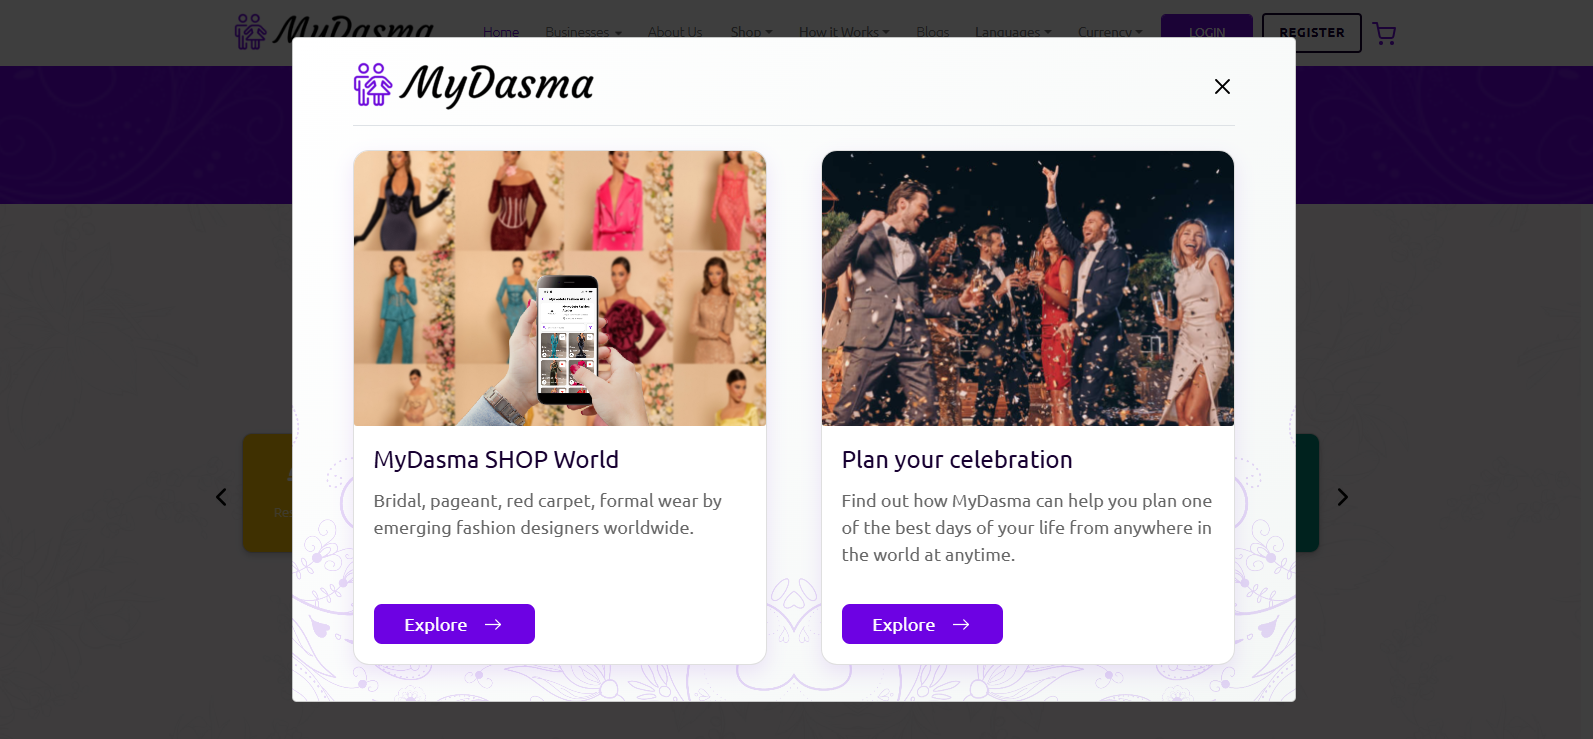 MyDasma
Home Businesses About Us Shop How it Works Blogs Languages Currency LOGIN REGISTER
MyDasma
MyDasma SHOP World
Bridal, pageant, red carpet, formal wear by
emerging fashion designers worldwide.
Explore
Plan your celebration
Find out how MyDasma can help you plan one
of the best days of your life from anywhere in
the world at anytime.
Explore